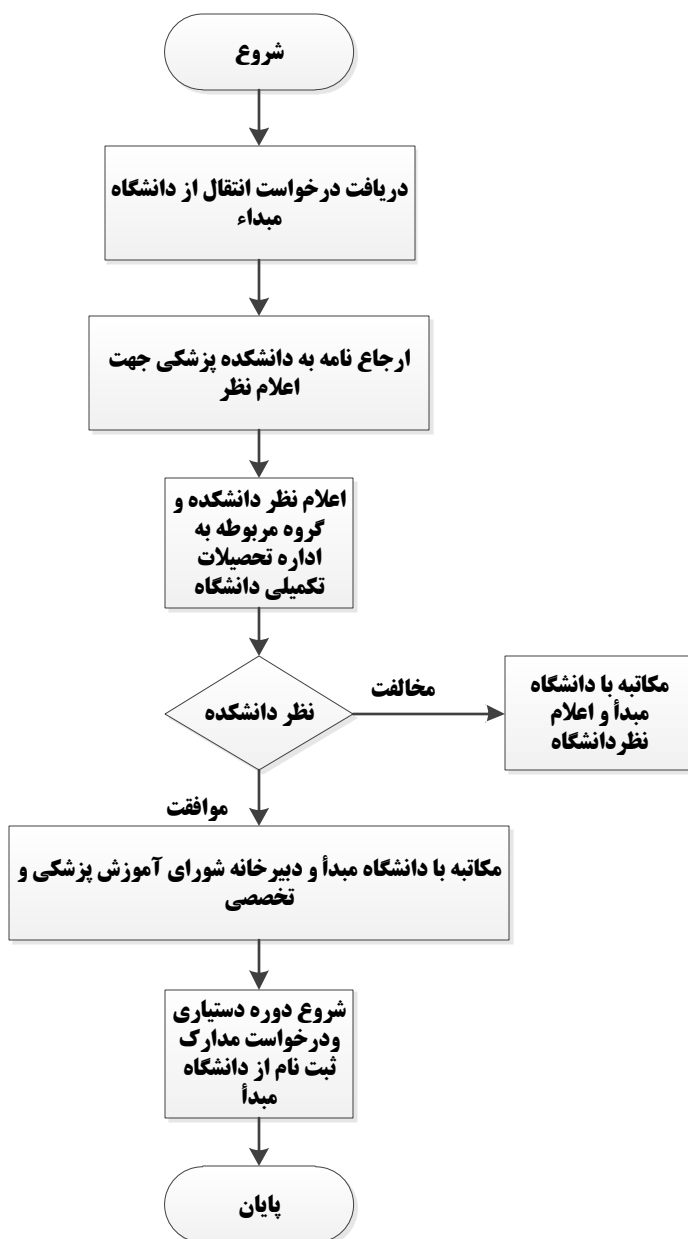 شروع
دریافت درخواست انتقال از دانشگاه
مبداء
ارجاع نامه به دانشکده پزشکی جهت
اعلام نظر
اعلام نظر دانشکده و
گروه مربوطه به
اداره تحصیلات
تکمیلی دانشگاه
نظر دانشکده
مخالفت
مکاتبه با دانشگاه
مبدأ و اعلام
نظردانشگاه
موافقت
مکاتبه با دانشگاه مبدأ و دبیرخانه شورای آموزش پزشکی و
تخصصی
شروع دوره دستیاری
ودرخواست مدارک
ثبت نام از دانشگاه
مبدأ
پایان